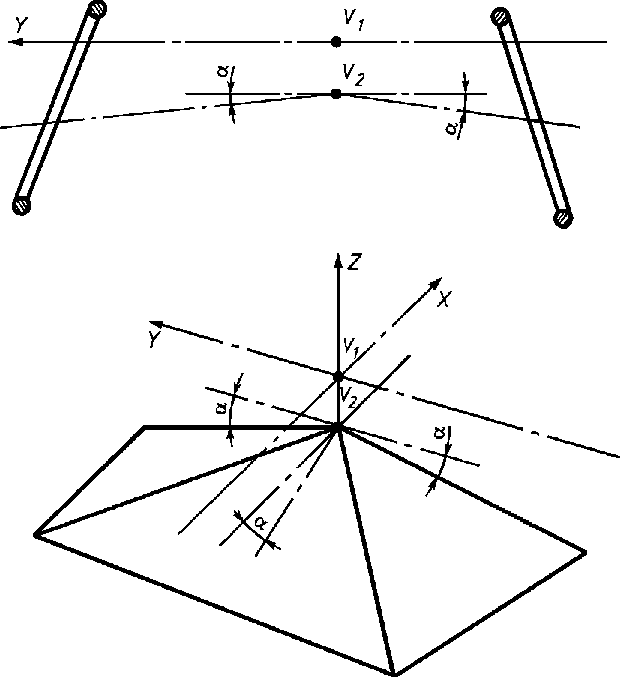 Y V₁
α V₂
α
Z
X
Y V₁
α V₂ α
α